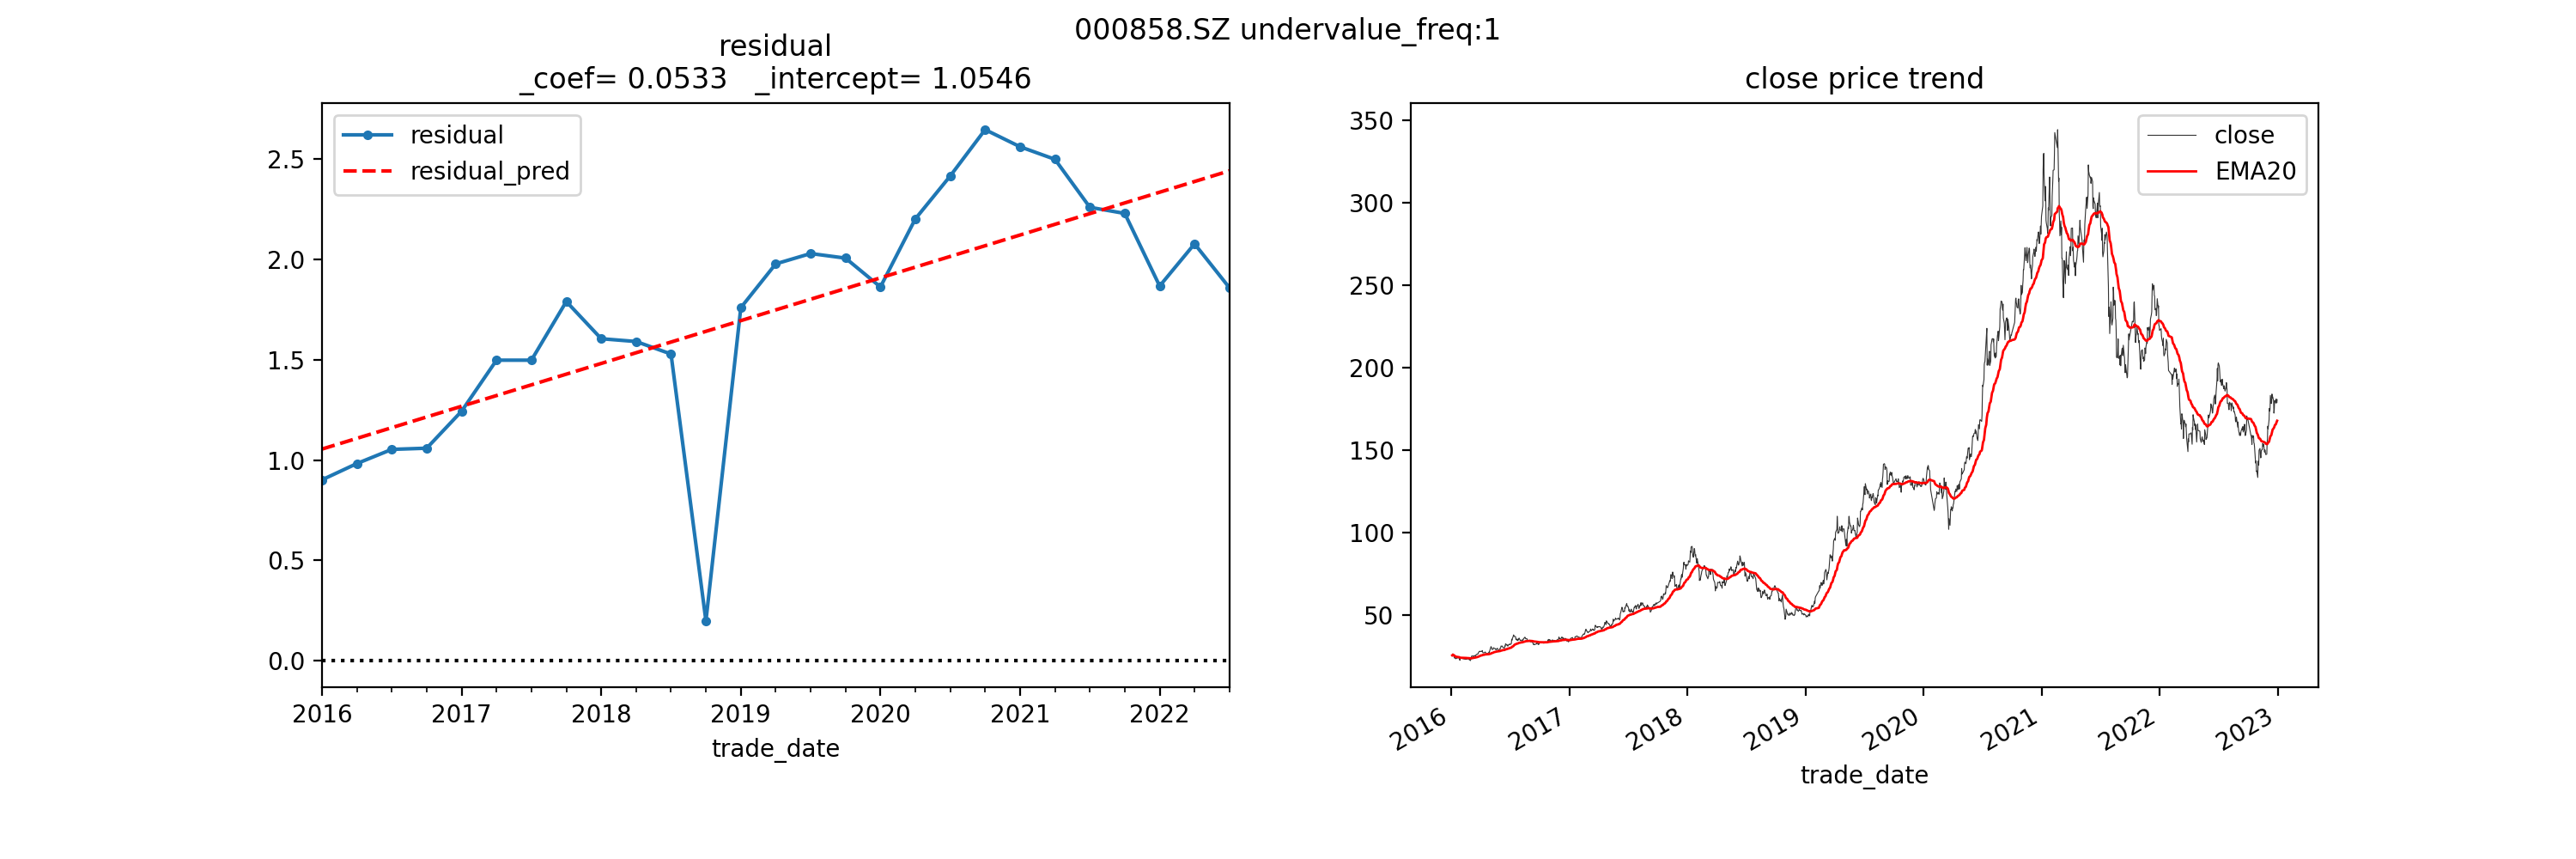 000858.SZ undervalue_freq:1
residual
_coef= 0.0533   _intercept= 1.0546
residual
residual_pred
2.5
2.0
1.5
1.0
0.5
0.0
2016 2017 2018 2019 2020 2021 2022
trade_date
close price trend
close
EMA20
350
300
250
200
150
100
50
2016 2017 2018 2019 2020 2021 2022 2023
trade_date